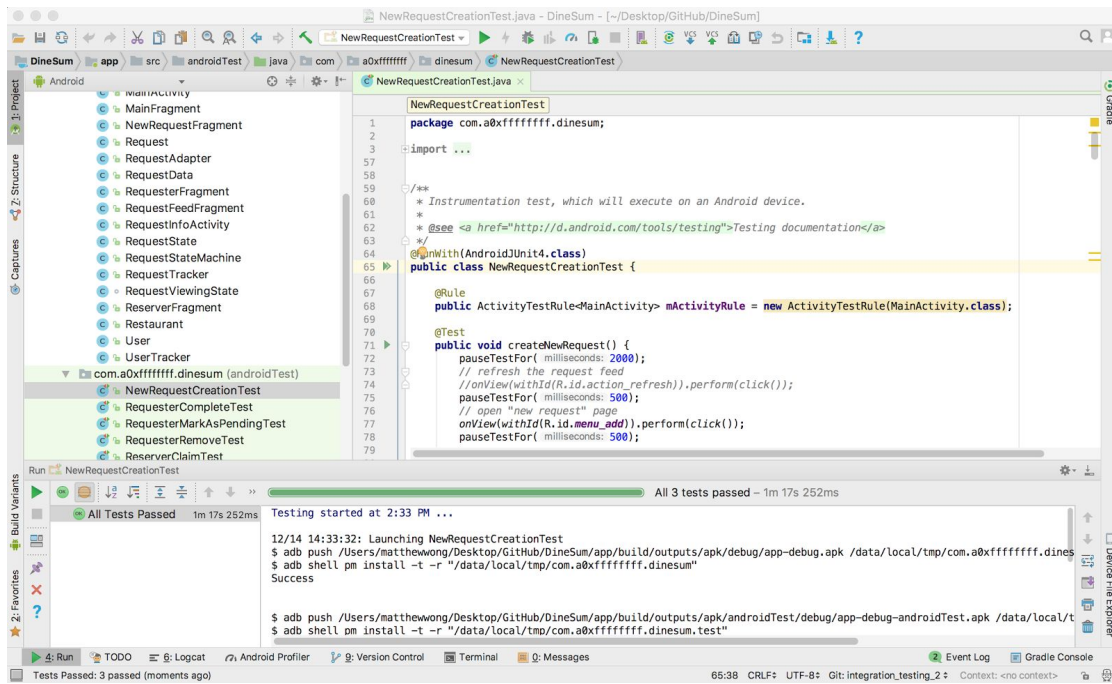 NewRequestCreationTest.java - DineSum - [~/Desktop/GitHub/DineSum]
NewRequestCreationTest
DineSum app src androidTest java com a0xffffffff dinesum NewRequestCreationTest
1: Project
Z: Structure
Captures
Build Variants
2: Favorites
Android
MainActivity
MainFragment
NewRequestFragment
Request
RequestAdapter
RequestData
RequesterFragment
RequestFeedFragment
RequestInfoActivity
RequestState
RequestStateMachine
RequestTracker
RequestViewingState
ReserverFragment
Restaurant
User
UserTracker
com.a0xffffffff.dinesum (androidTest)
NewRequestCreationTest
RequesterCompleteTest
RequesterMarkAsPendingTest
RequesterRemoveTest
ReserverClaimTest
NewRequestCreationTest.java
NewRequestCreationTest
1 package com.a0xffffffff.dinesum;
2
3 import ...
57
58
59 /**
60 * Instrumentation test, which will execute on an Android device.
61 *
62 * @see <a href="http://d.android.com/tools/testing">Testing documentation</a>
63 */
64 @RunWith(AndroidJUnit4.class)
65 public class NewRequestCreationTest {
66
67 @Rule
68 public ActivityTestRule<MainActivity> mActivityRule = new ActivityTestRule(MainActivity.class);
69
70 @Test
71 public void createNewRequest() {
72 pauseTestFor( milliseconds: 2000);
73 // refresh the request feed
74 //onView(withId(R.id.action_refresh)).perform(click());
75 pauseTestFor( milliseconds: 500);
76 // open "new request" page
77 onView(withId(R.id.menu_add)).perform(click());
78 pauseTestFor( milliseconds: 500);
79
Gradle
Device File Explorer
Run NewRequestCreationTest
All 3 tests passed – 1m 17s 252ms
All Tests Passed 1m 17s 252ms
Testing started at 2:33 PM ...
12/14 14:33:32: Launching NewRequestCreationTest
$ adb push /Users/matthewwong/Desktop/GitHub/DineSum/app/build/outputs/apk/debug/app-debug.apk /data/local/tmp/com.a0xffffffff.dines
$ adb shell pm install -t -r "/data/local/tmp/com.a0xffffffff.dinesum"
Success
$ adb push /Users/matthewwong/Desktop/GitHub/DineSum/app/build/outputs/apk/androidTest/debug/app-debug-androidTest.apk /data/local/t
$ adb shell pm install -t -r "/data/local/tmp/com.a0xffffffff.dinesum.test"
4: Run TODO 6: Logcat Android Profiler 9: Version Control Terminal 0: Messages 2 Event Log Gradle Console
Tests Passed: 3 passed (moments ago) 65:38 CRLF UTF-8 Git: integration_testing_2 Context: <no context>